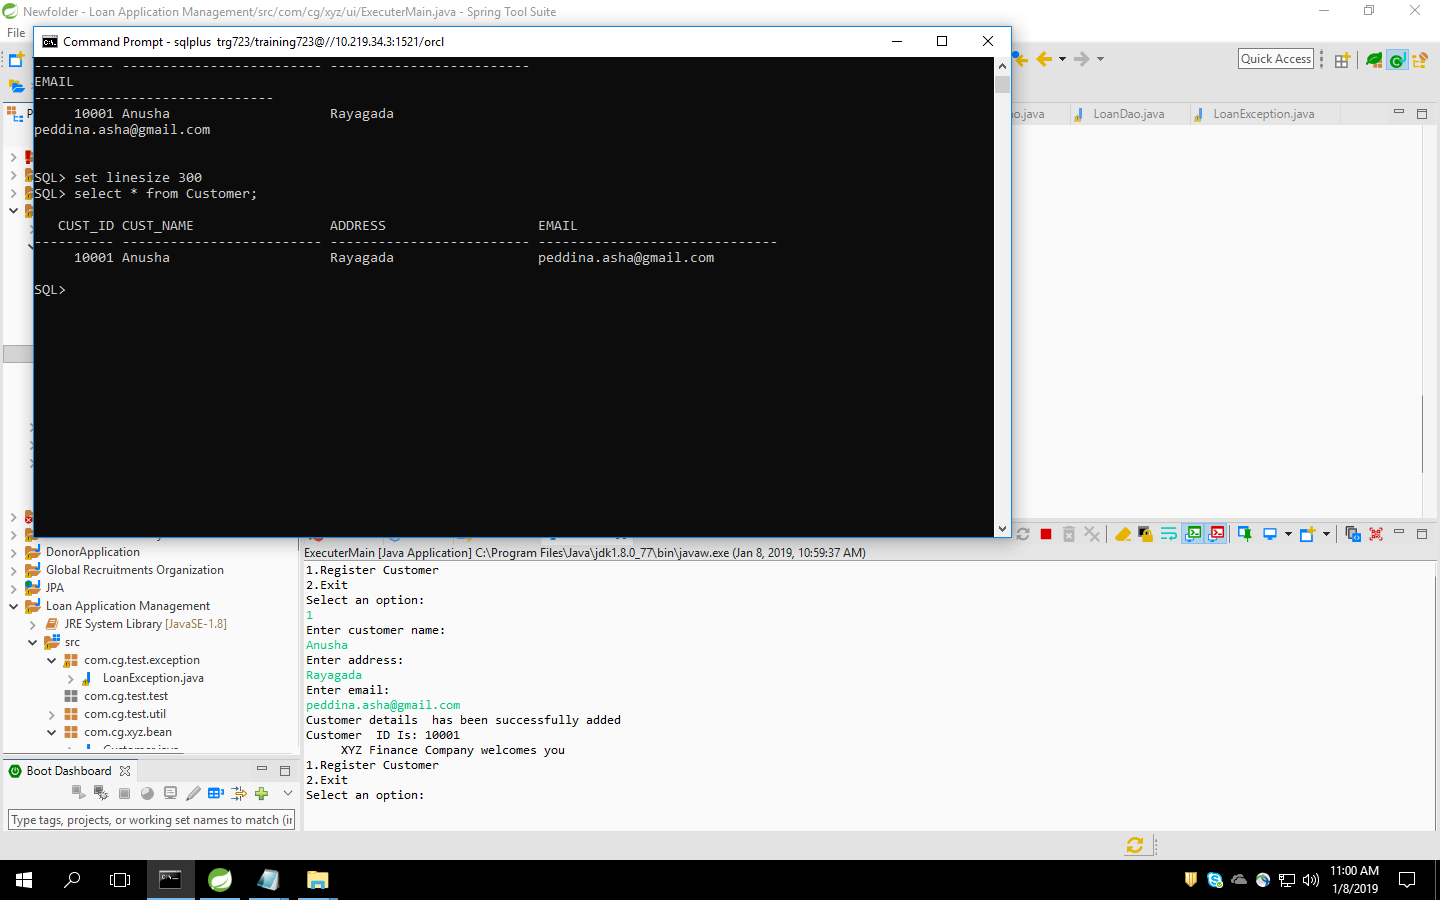 Newfolder - Loan Application Management/src/com/cg/xyz/ui/ExecuterMain.java - Spring Tool Suite
File
Command Prompt - sqlplus  trg723/training723@//10.219.34.3:1521/orcl
Quick Access
---------- ------------------------- -------------------------
EMAIL
------------------------------
10001 Anusha Rayagada
peddina.asha@gmail.com
SQL> set linesize 300
SQL> select * from Customer;
CUST_ID CUST_NAME ADDRESS EMAIL
---------- ------------------------- ------------------------- ------------------------------
10001 Anusha Rayagada peddina.asha@gmail.com
SQL>
LoanDao.java
LoanException.java
DonorApplication
Global Recruitments Organization
JPA
Loan Application Management
JRE System Library [JavaSE-1.8]
src
com.cg.test.exception
LoanException.java
com.cg.test.test
com.cg.test.util
com.cg.xyz.bean
Customer.java
Boot Dashboard
Type tags, projects, or working set names to match (in
ExecuterMain [Java Application] C:\Program Files\Java\jdk1.8.0_77\bin\javaw.exe (Jan 8, 2019, 10:59:37 AM)
1.Register Customer
2.Exit
Select an option:
1
Enter customer name:
Anusha
Enter address:
Rayagada
Enter email:
peddina.asha@gmail.com
Customer details  has been successfully added
Customer  ID Is: 10001
XYZ Finance Company welcomes you
1.Register Customer
2.Exit
Select an option:
11:00 AM
1/8/2019